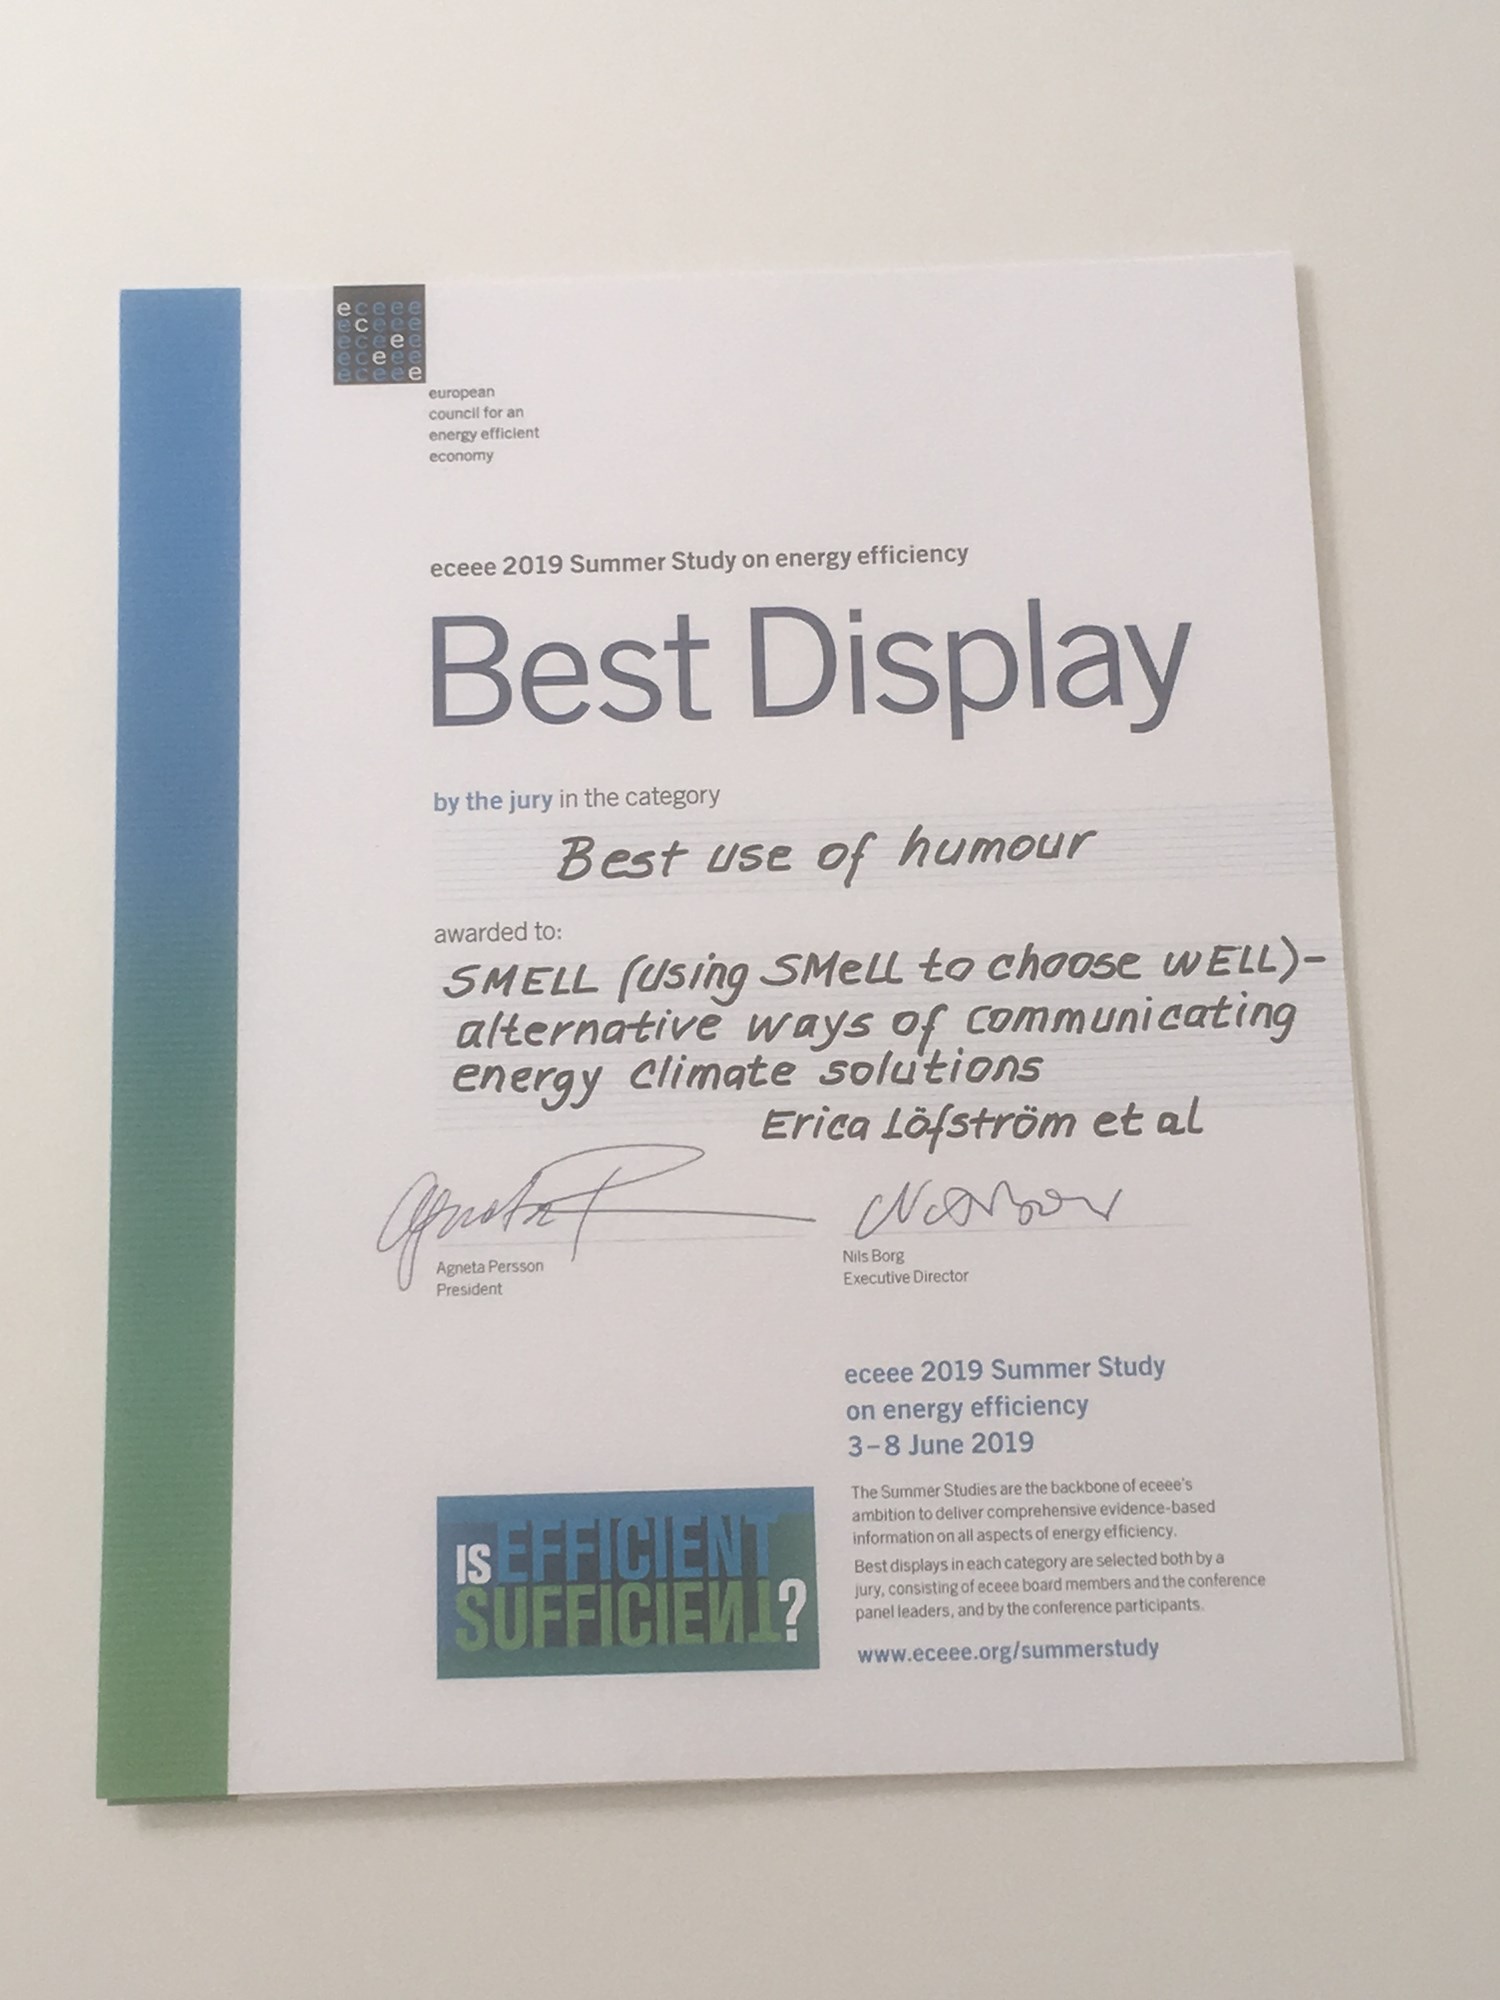 eceee
eceee
eceee
eceee
eceee
european
council for an
energy efficient
economy
eceee 2019 Summer Study on energy efficiency
Best Display
by the jury in the category
Best use of humour
awarded to:
SMELL (Using SMeLL to choose WELL)-
alternative ways of communicating
energy climate solutions
Erica Löfström et al
Agneta Persson
President
Nils Borg
Executive Director
eceee 2019 Summer Study
on energy efficiency
3–8 June 2019
The Summer Studies are the backbone of eceee's
ambition to deliver comprehensive evidence-based
information on all aspects of energy efficiency.
Best displays in each category are selected both by a
jury, consisting of eceee board members and the conference
panel leaders, and by the conference participants.
www.eceee.org/summerstudy
IS EFFICIENT
SUFFICIENT?